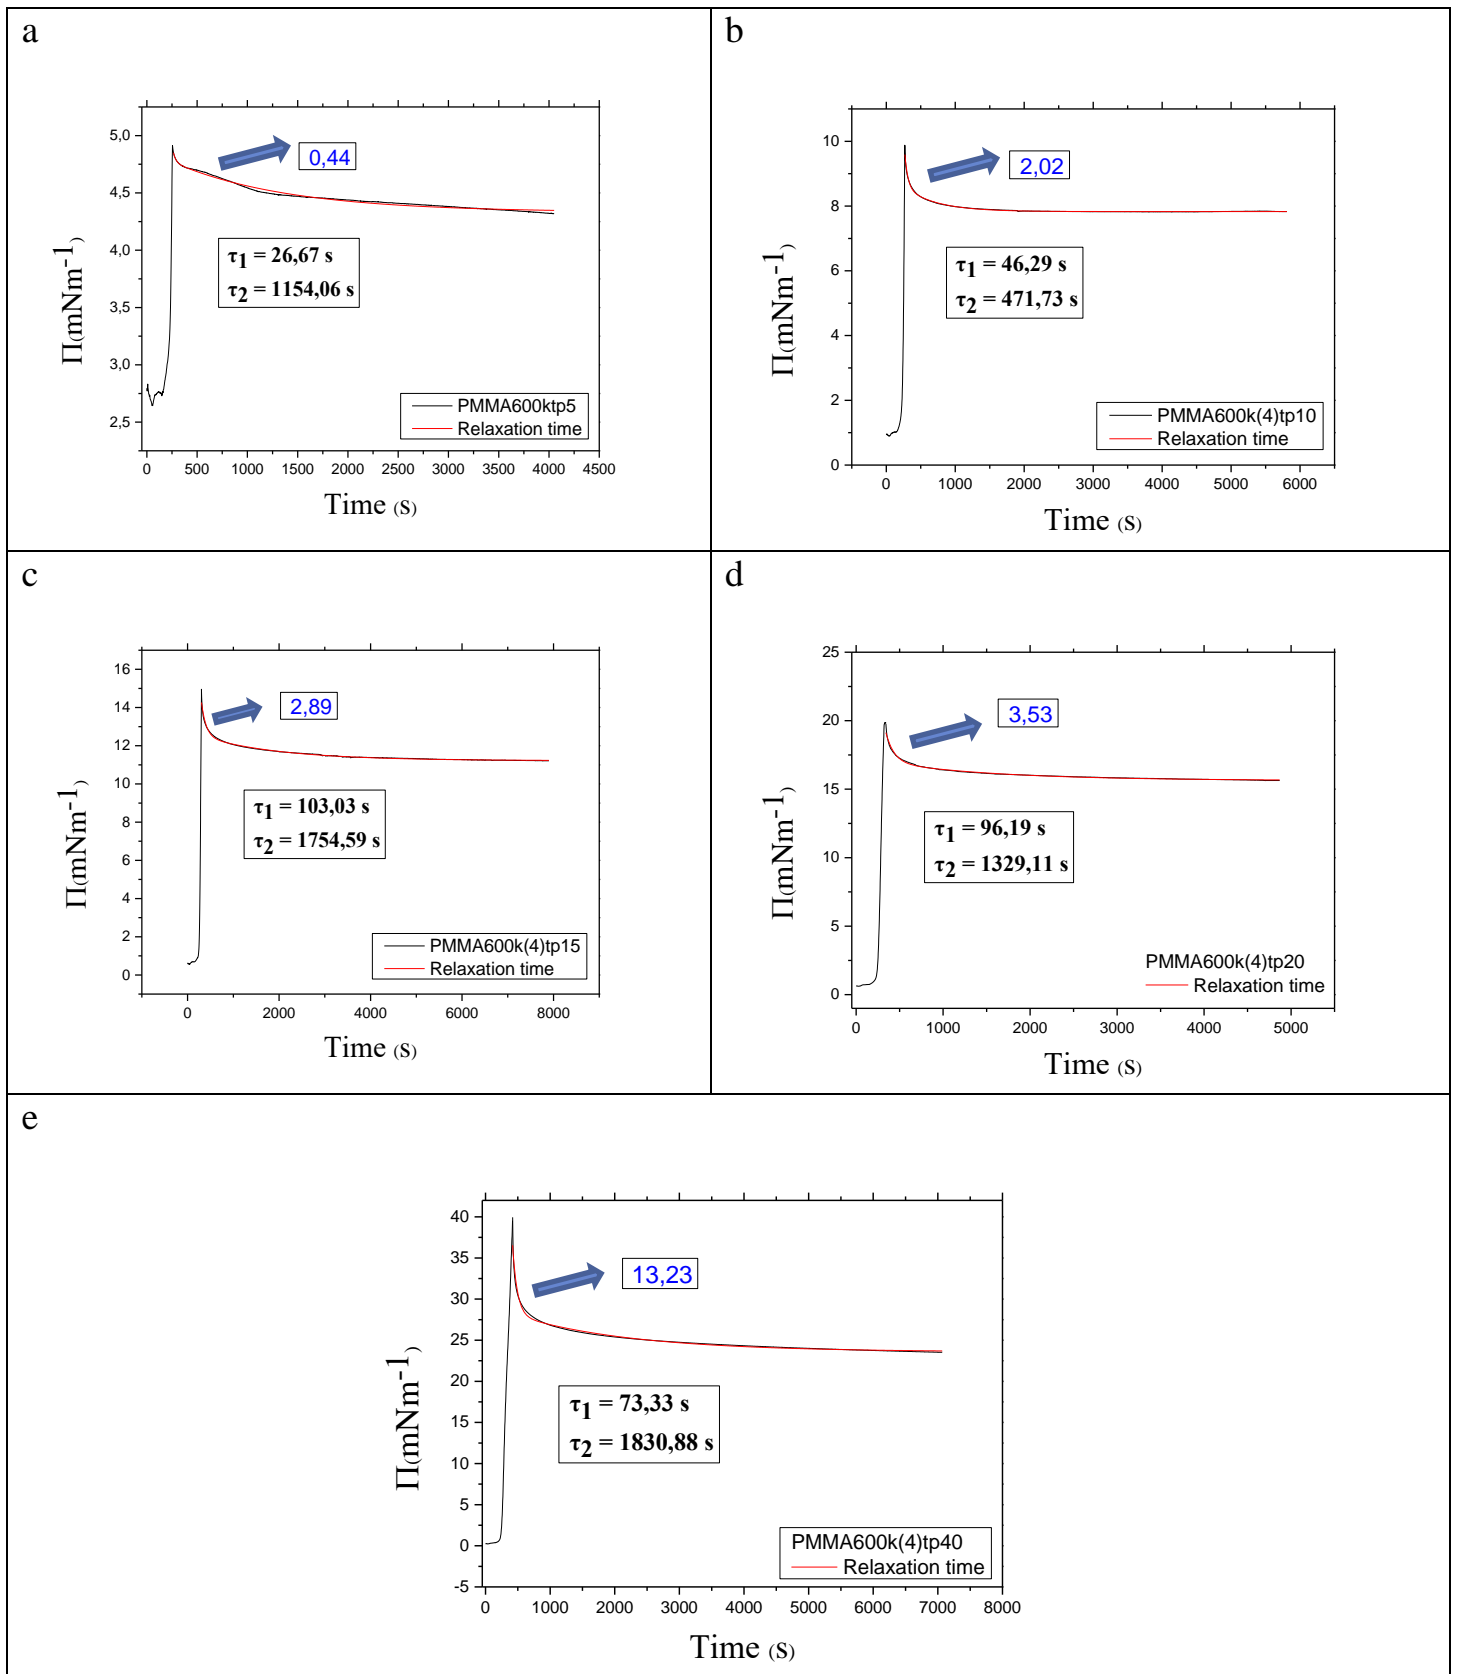 a
5,0
4,5
4,0
3,5
3,0
2,5
Π(mNm-1)
0,44
τ1 = 26,67 s
τ2 = 1154,06 s
PMMA600ktp5
Relaxation time
0 500 1000 1500 2000 2500 3000 3500 4000 4500
Time (s)
b
10
8
6
4
2
0
Π(mNm-1)
2,02
τ1 = 46,29 s
τ2 = 471,73 s
PMMA600k(4)tp10
Relaxation time
0 1000 2000 3000 4000 5000 6000
Time (s)
c
16
14
12
10
8
6
4
2
0
Π(mNm-1)
2,89
τ1 = 103,03 s
τ2 = 1754,59 s
PMMA600k(4)tp15
Relaxation time
0 2000 4000 6000 8000
Time (s)
d
25
20
15
10
5
0
Π(mNm-1)
3,53
τ1 = 96,19 s
τ2 = 1329,11 s
PMMA600k(4)tp20
Relaxation time
0 1000 2000 3000 4000 5000
Time (s)
e
40
35
30
25
20
15
10
5
0
-5
Π(mNm-1)
13,23
τ1 = 73,33 s
τ2 = 1830,88 s
PMMA600k(4)tp40
Relaxation time
0 1000 2000 3000 4000 5000 6000 7000 8000
Time (s)